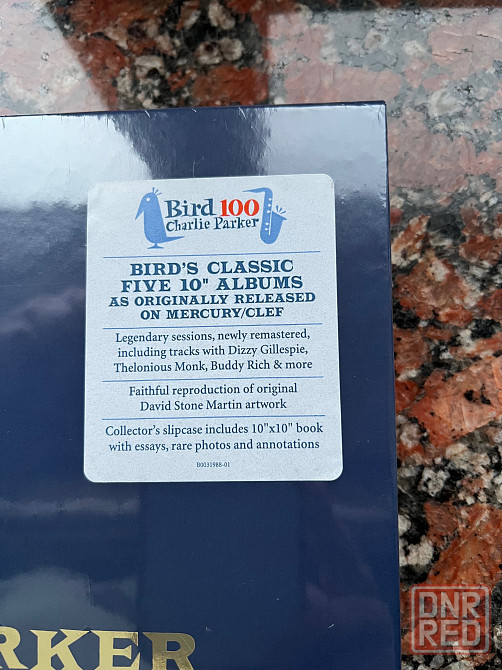 Bird 100
Charlie Parker
BIRD'S CLASSIC
FIVE 10" ALBUMS
AS ORIGINALLY RELEASED
ON MERCURY/CLEF
Legendary sessions, newly remastered,
including tracks with Dizzy Gillespie,
Thelonious Monk, Buddy Rich & more
Faithful reproduction of original
David Stone Martin artwork
Collector's slipcase includes 10"x10" book
with essays, rare photos and annotations
B0031988-01
RKER
DNR
RED